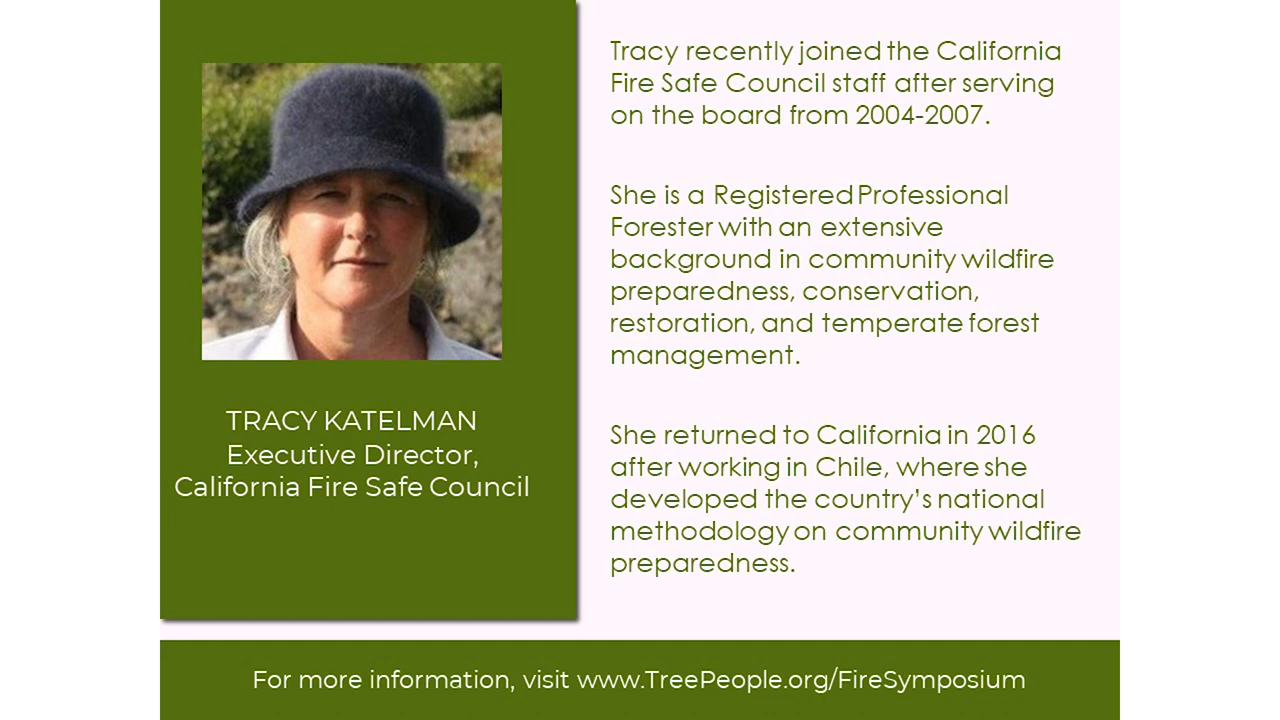 TRACY KATELMAN
Executive Director,
California Fire Safe Council
Tracy recently joined the California
Fire Safe Council staff after serving
on the board from 2004-2007.
She is a Registered Professional
Forester with an extensive
background in community wildfire
preparedness, conservation,
restoration, and temperate forest
management.
She returned to California in 2016
after working in Chile, where she
developed the country’s national
methodology on community wildfire
preparedness.
For more information, visit www.TreePeople.org/FireSymposium